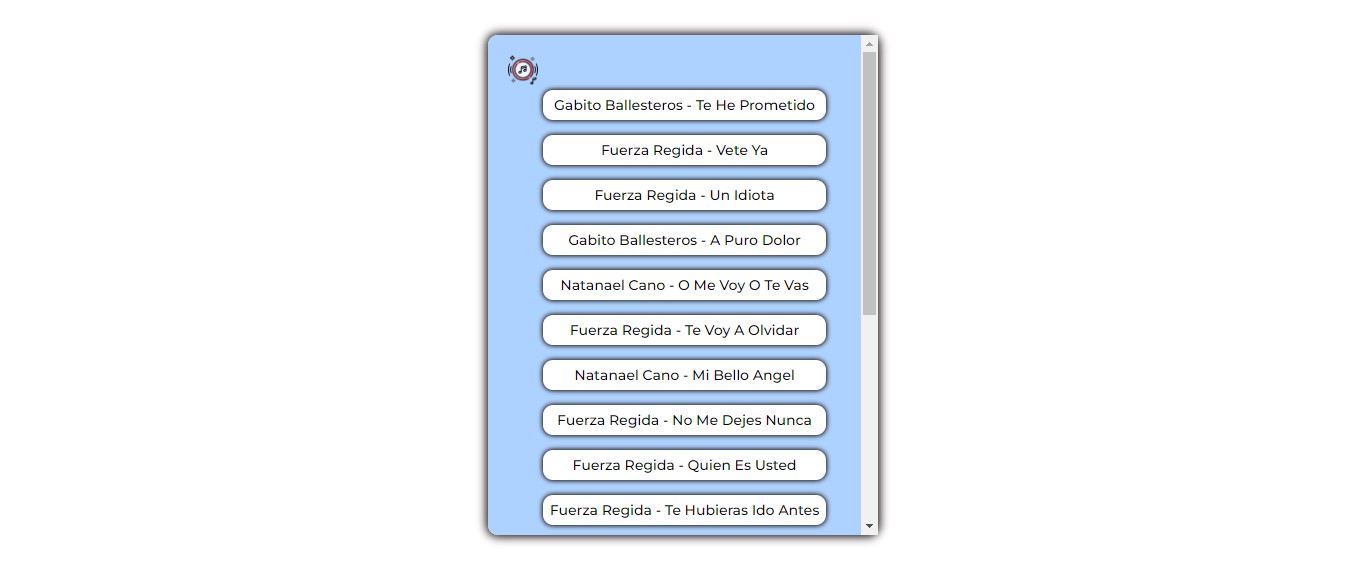 Gabito Ballesteros - Te He Prometido
Fuerza Regida - Vete Ya
Fuerza Regida - Un Idiota
Gabito Ballesteros - A Puro Dolor
Natanael Cano - O Me Voy O Te Vas
Fuerza Regida - Te Voy A Olvidar
Natanael Cano - Mi Bello Angel
Fuerza Regida - No Me Dejes Nunca
Fuerza Regida - Quien Es Usted
Fuerza Regida - Te Hubieras Ido Antes